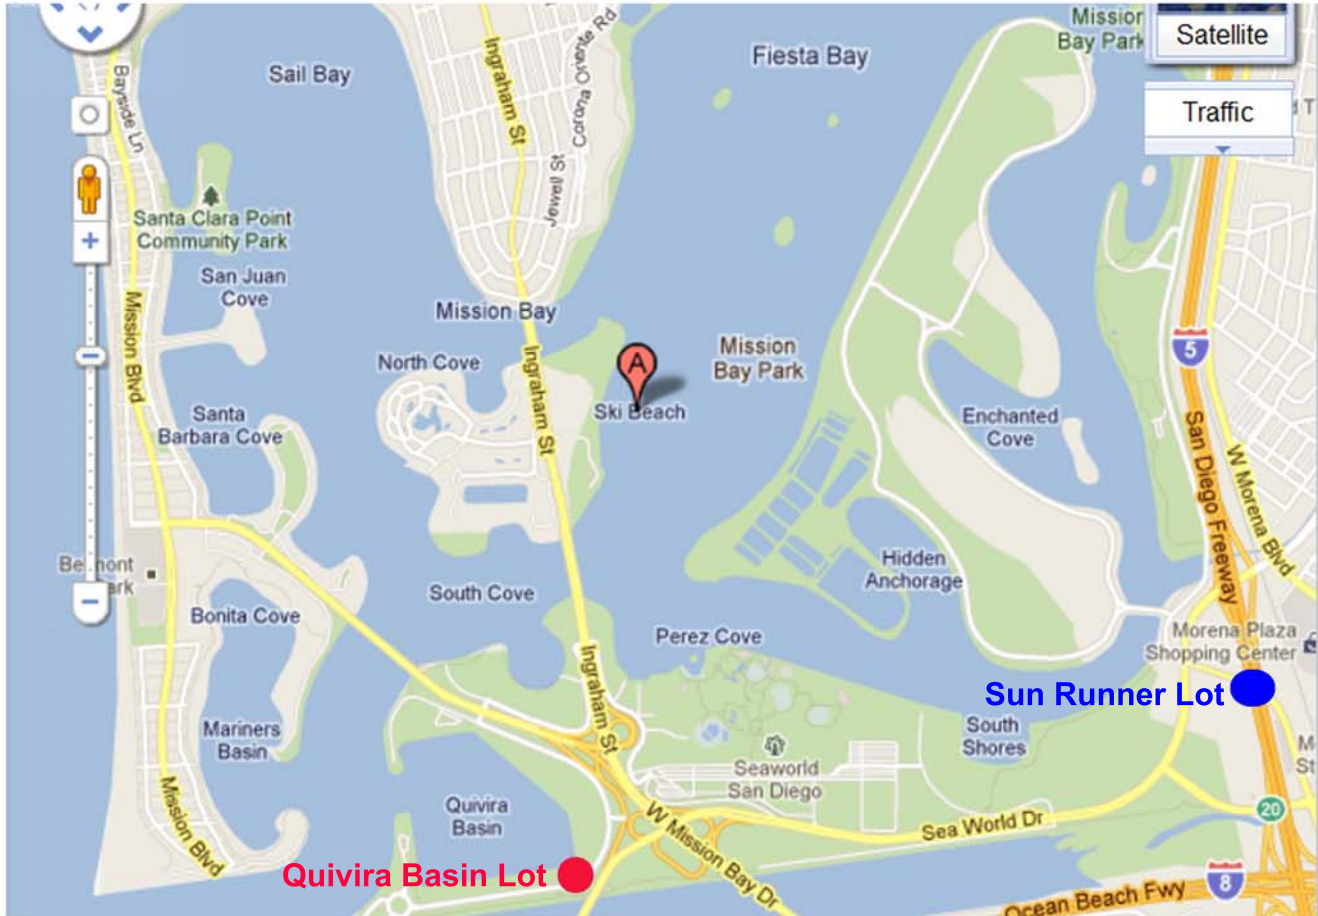 Mission
Bay Park
Satellite
Traffic
Sail Bay
Fiesta Bay
Bayside Ln
Ingraham St
Corona Oriente Rd
Jewell St
Santa Clara Point
Community Park
San Juan
Cove
Mission Bay
Mission Blvd
North Cove
Ingraham St
A
Ski Beach
Mission
Bay Park
5
Santa
Barbara Cove
Enchanted
Cove
San Diego Freeway
W Morena Blvd
South Cove
Hidden
Anchorage
Bonita Cove
Perez Cove
Morena Plaza
Shopping Center
Sun Runner Lot
Ingraham St
Mariners
Basin
South
Shores
Seaworld
San Diego
Mission Blvd
Quivira
Basin
W Mission Bay Dr
Sea World Dr
20
Quivira Basin Lot
8
Ocean Beach Fwy